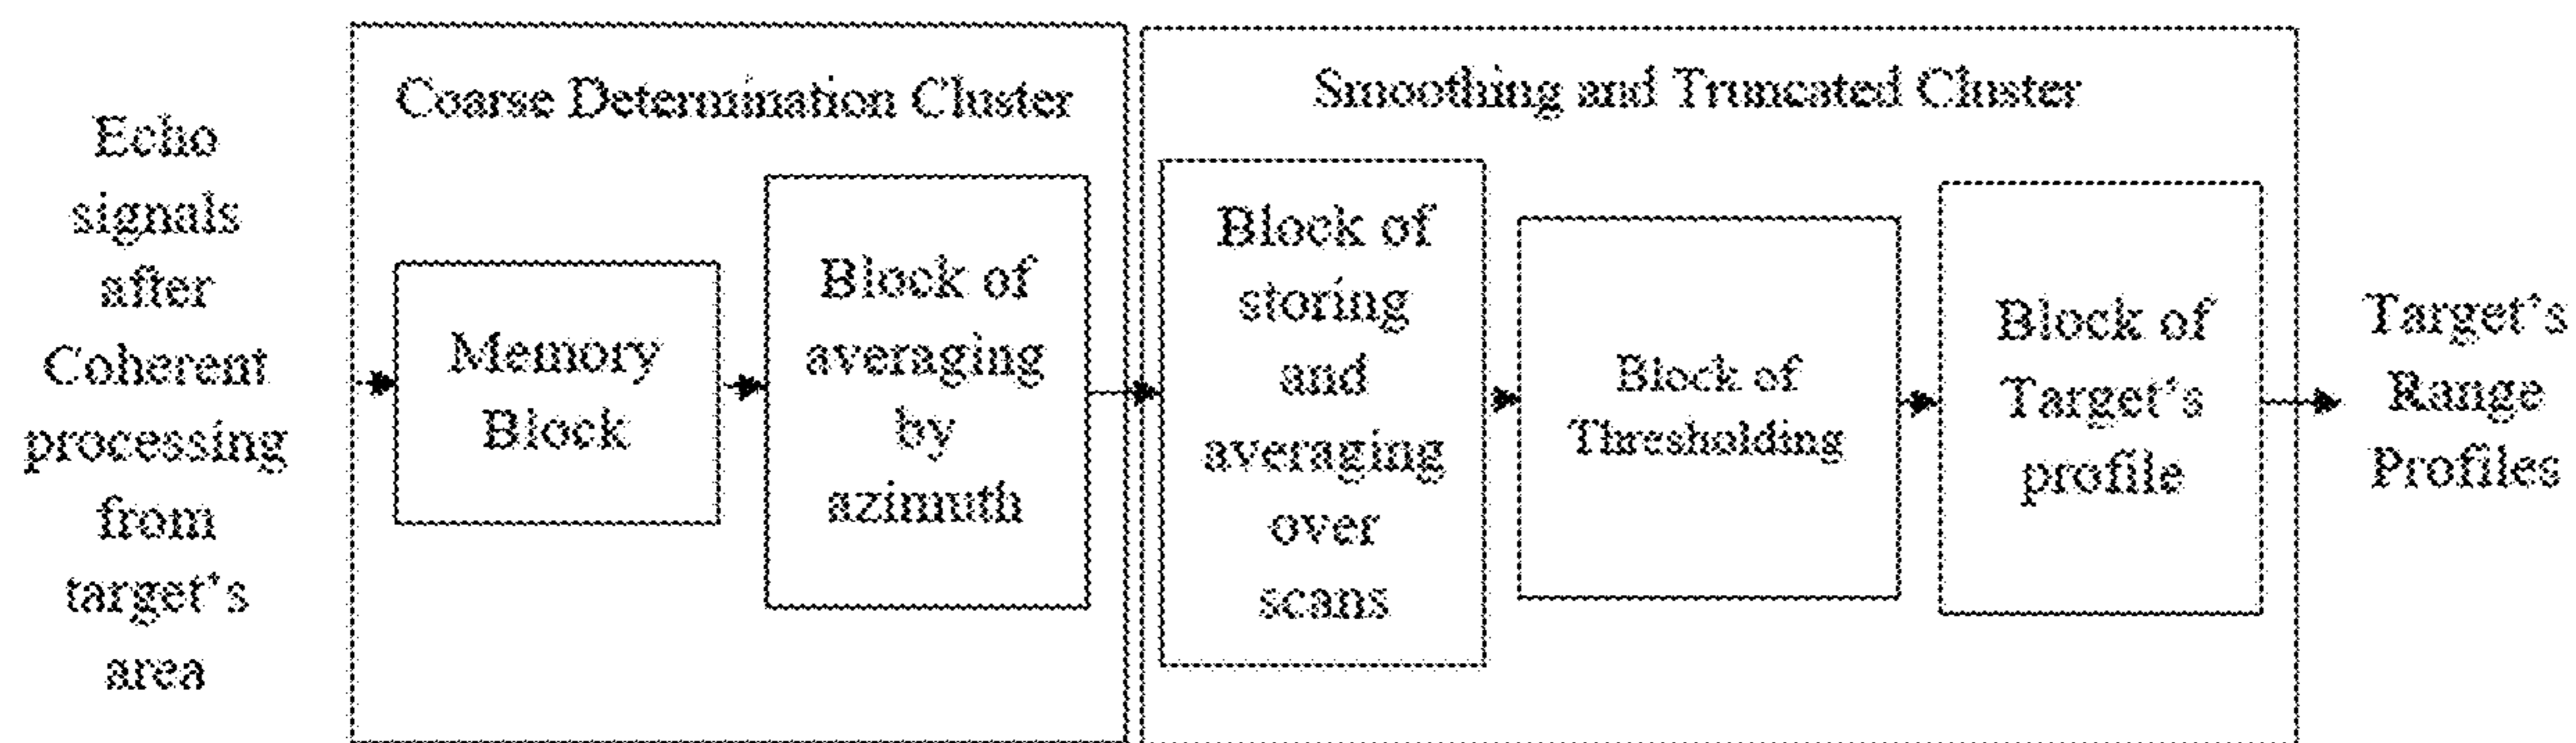 Echo
signals
after
Coherent
processing
from
target's
area
Coarse Determination Cluster
Memory
Block
Block of
averaging
by
azimuth
Smoothing and Truncated Cluster
Block of
storing
and
averaging
over
scans
Block of
Thresholding
Block of
Target's
profile
Target's
Range
Profiles